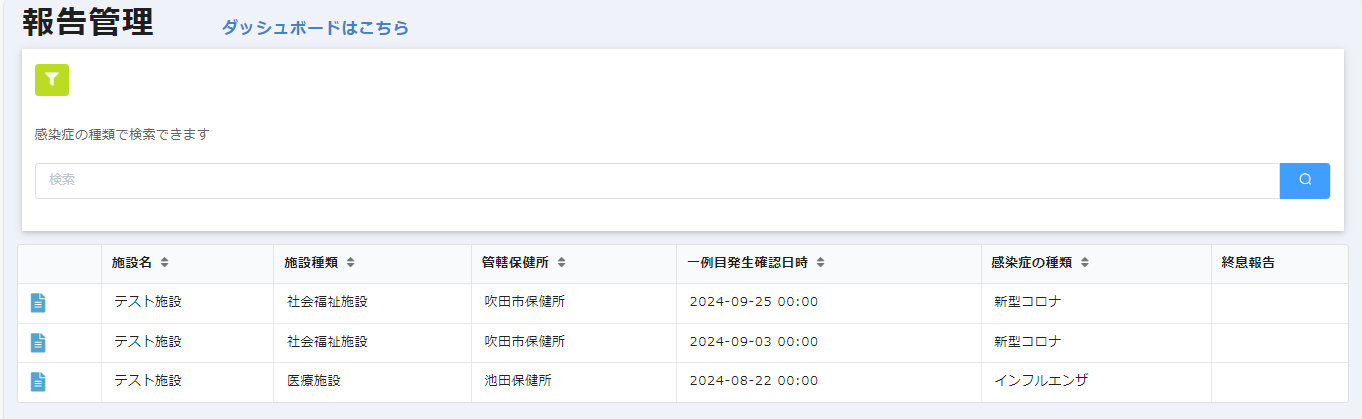 報告管理 ダッシュボードはこちら
感染症の種類で検索できます
検索
施設名 施設種類 管轄保健所 一例目発生確認日時 感染症の種類 終息報告
テスト施設 社会福祉施設 吹田市保健所 2024-09-25 00:00 新型コロナ
テスト施設 社会福祉施設 吹田市保健所 2024-09-03 00:00 新型コロナ
テスト施設 医療施設 池田保健所 2024-08-22 00:00 インフルエンザ